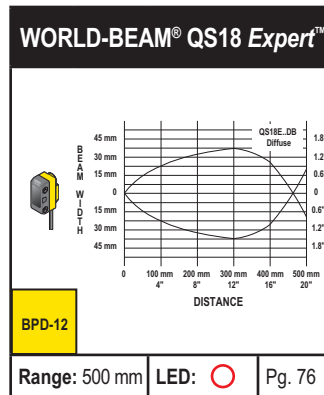 WORLD-BEAM® QS18 Expert™
QS18E..DB
Diffuse
BEAM WIDTH
45 mm
30 mm
15 mm
0
15 mm
30 mm
45 mm
1.8"
1.2"
0.6"
0
0.6"
1.2"
1.8"
0 100 mm 200 mm 300 mm 400 mm 500 mm
4" 8" 12" 16" 20"
DISTANCE
BPD-12
Range: 500 mm LED: Pg. 76